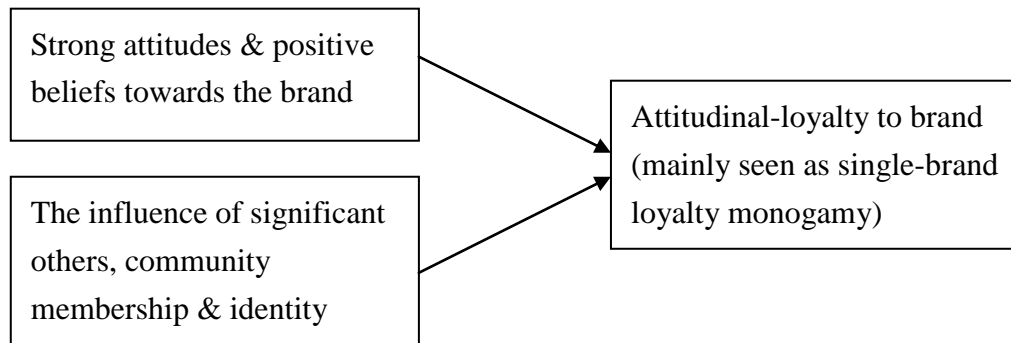 Strong attitudes & positive
beliefs towards the brand
The influence of significant
others, community
membership & identity
Attitudinal-loyalty to brand
(mainly seen as single-brand
loyalty monogamy)